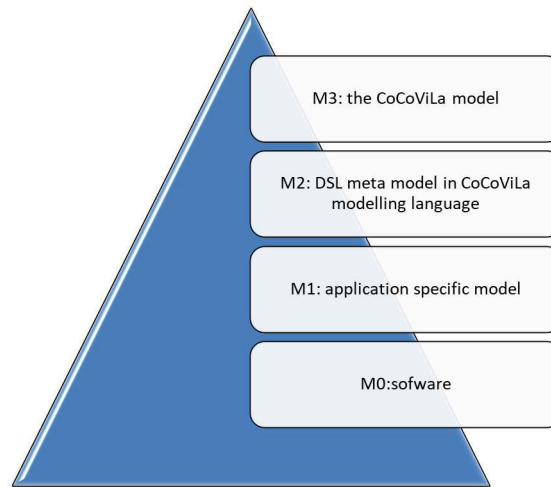 M3: the CoCoViLa model
M2: DSL meta model in CoCoViLa
modelling language
M1: application specific model
M0:sofware